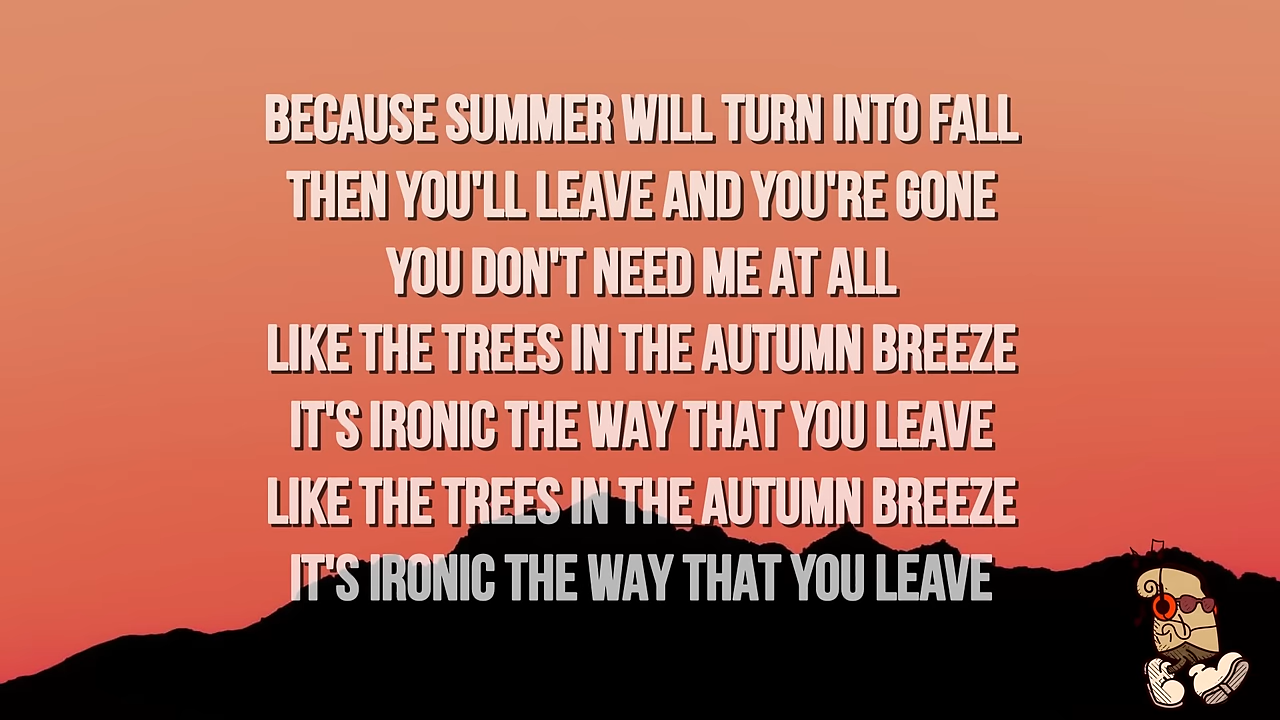 BECAUSE SUMMER WILL TURN INTO FALL
THEN YOU'LL LEAVE AND YOU'RE GONE
YOU DON'T NEED ME AT ALL
LIKE THE TREES IN THE AUTUMN BREEZE
IT'S IRONIC THE WAY THAT YOU LEAVE
LIKE THE TREES IN THE AUTUMN BREEZE
IT'S IRONIC THE WAY THAT YOU LEAVE